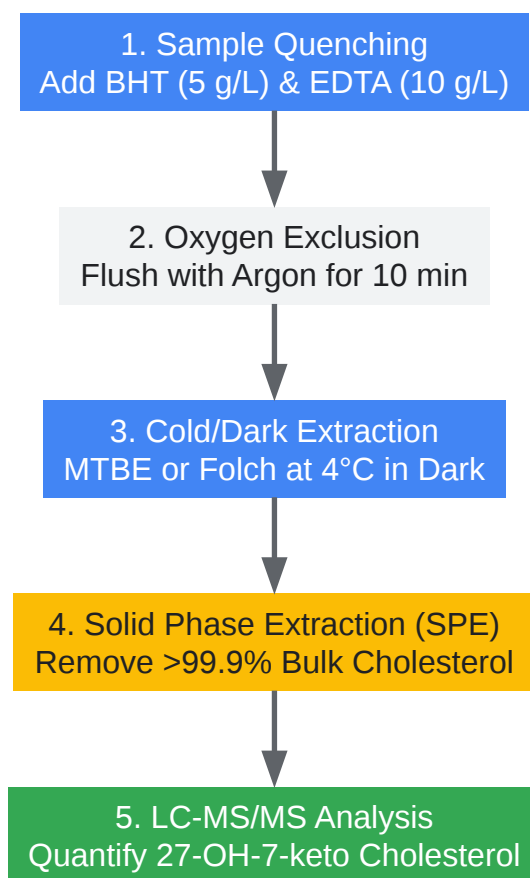 1. Sample Quenching
Add BHT (5 g/L) & EDTA (10 g/L)
2. Oxygen Exclusion
Flush with Argon for 10 min
3. Cold/Dark Extraction
MTBE or Folch at 4°C in Dark
4. Solid Phase Extraction (SPE)
Remove >99.9% Bulk Cholesterol
5. LC-MS/MS Analysis
Quantify 27-OH-7-keto Cholesterol